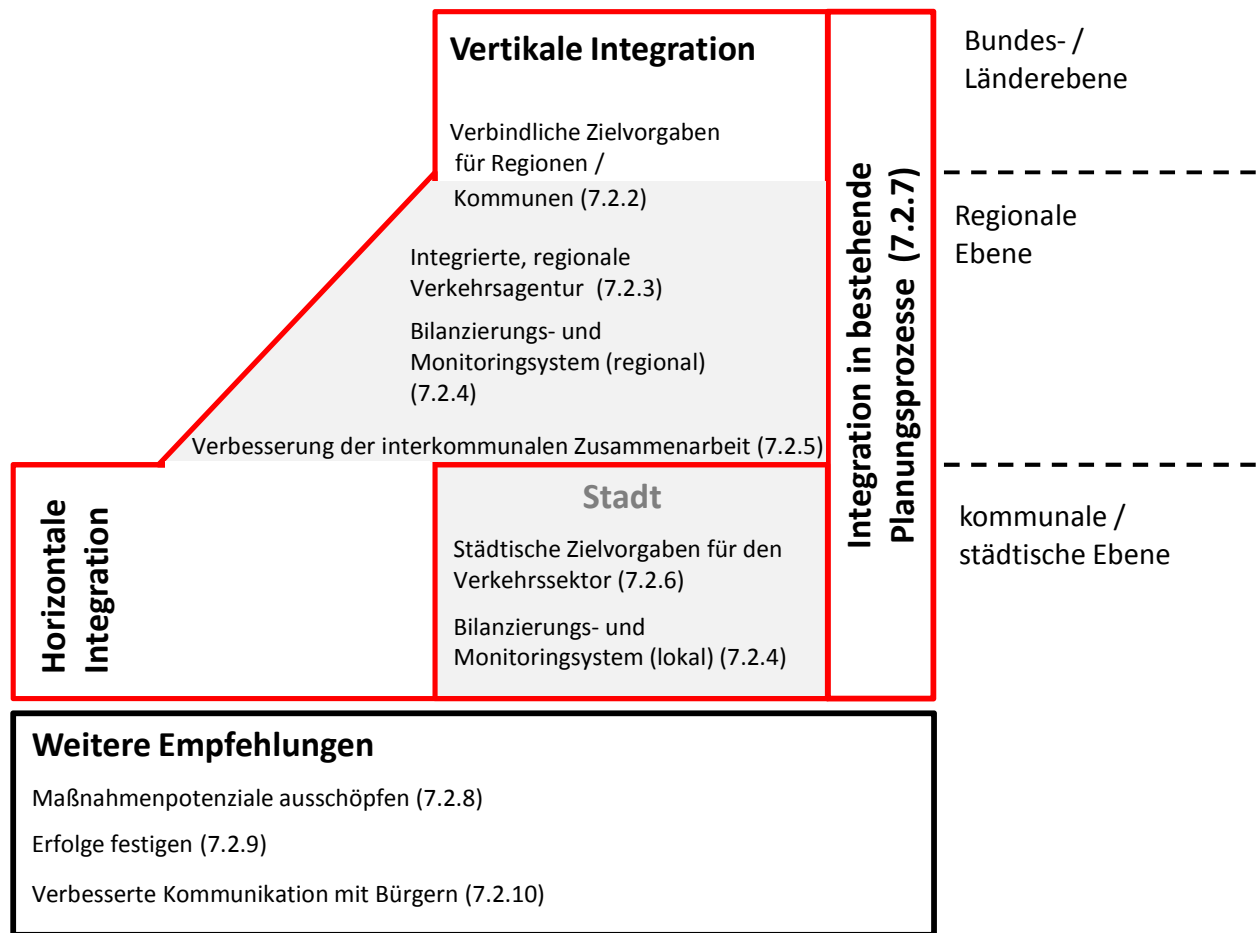 Vertikale Integration
Verbindliche Zielvorgaben
für Regionen /
Kommunen (7.2.2)
Integrierte, regionale
Verkehrsagentur (7.2.3)
Bilanzierungs- und
Monitoringsystem (regional)
(7.2.4)
Verbesserung der interkommunalen Zusammenarbeit (7.2.5)
Horizontale
Integration
Stadt
Städtische Zielvorgaben für den
Verkehrssektor (7.2.6)
Bilanzierungs- und
Monitoringsystem (lokal) (7.2.4)
Integration in bestehende
Planungsprozesse (7.2.7)
Bundes- /
Länderebene
Regionale
Ebene
kommunale /
städtische Ebene
Weitere Empfehlungen
Maßnahmenpotenziale ausschöpfen (7.2.8)
Erfolge festigen (7.2.9)
Verbesserte Kommunikation mit Bürgern (7.2.10)